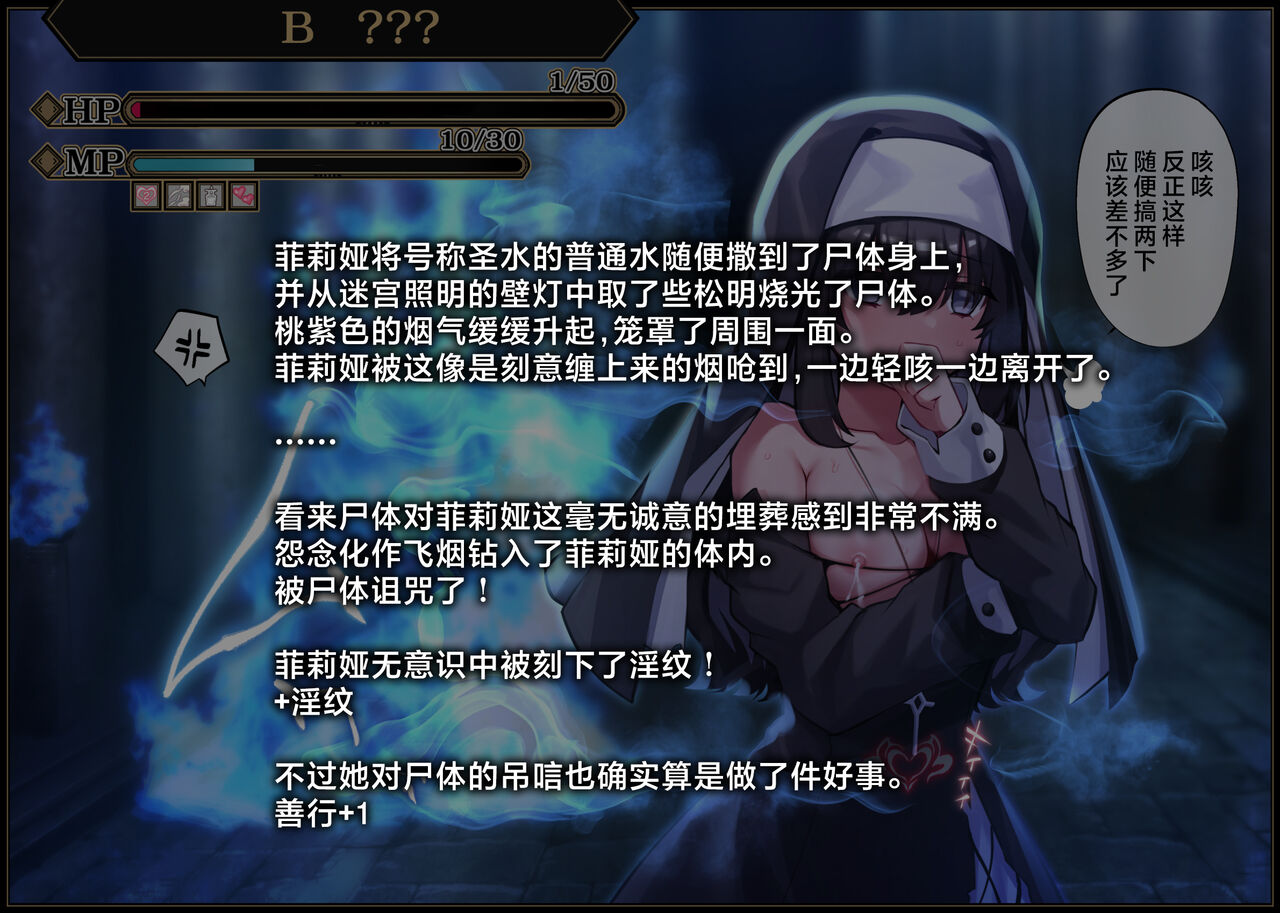 B ???
1/50
HP
10/30
MP
咳咳
反正这样
随便搞两下
应该差不多了
菲莉娅将号称圣水的普通水随便撒到了尸体身上，
并从迷宫照明的壁灯中取了些松明烧光了尸体。
桃紫色的烟气缓缓升起，笼罩了周围一面。
菲莉娅被这像是刻意缠上来的烟呛到，一边轻咳一边离开了。
……
看来尸体对菲莉娅这毫无诚意的埋葬感到非常不满。
怨念化作飞烟钻入了菲莉娅的体内。
被尸体诅咒了！
菲莉娅无意识中被刻下了淫纹！
+淫纹
不过她对尸体的吊唁也确实算是做了件好事。
善行+1